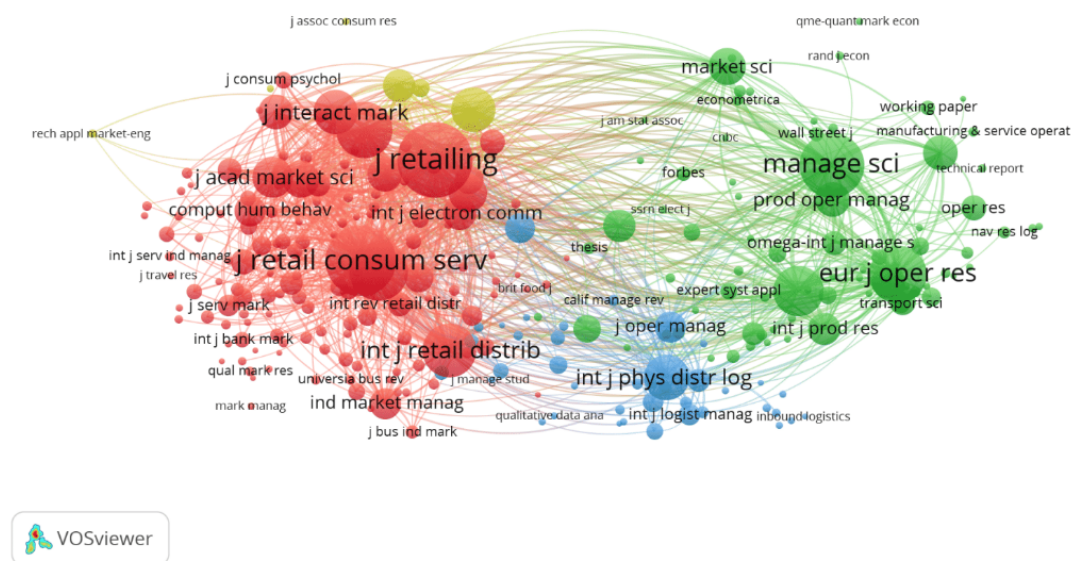 j assoc consum res
qme-quant mark econ
rand j econ
market sci
j consum psychol
econometrica
working paper
j interact mark
j am stat assoc
rech appl market-eng
cnbc
wall street j
manufacturing & service operat
j retailing
manage sci
technical report
j acad market sci
forbes
prod oper manag
comput hum behav
int j electron comm
ssrn elect j
oper res
nav res log
thesis
omega-int j manage s
int j serv ind manag
j retail consum serv
j travel res
eur j oper res
brit food j
expert syst appl
j serv mark
int rev retail distr
calif manage rev
transport sci
j oper manag
int j prod res
int j bank mark
int j retail distrib
qual mark res
universia bus rev
j manage stud
int j phys distr log
mark manag
ind market manag
qualitative data ana
int j logist manag
inbound logistics
j bus ind mark
VOSviewer